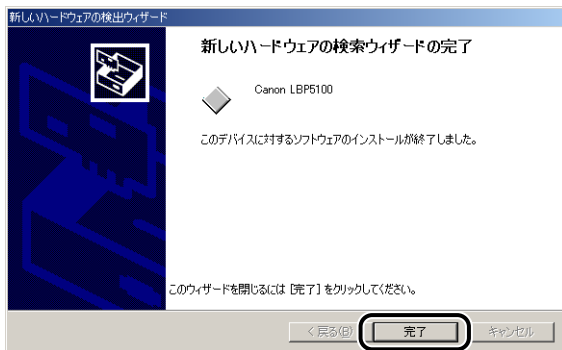 新しいハードウェアの検出ウィザード
新しいハードウェアの検索ウィザードの完了
Canon LBP5100
このデバイスに対するソフトウェアのインストールが終了しました。
このウィザードを閉じるには [完了] をクリックしてください。
< 戻る(B)
完了
キャンセル